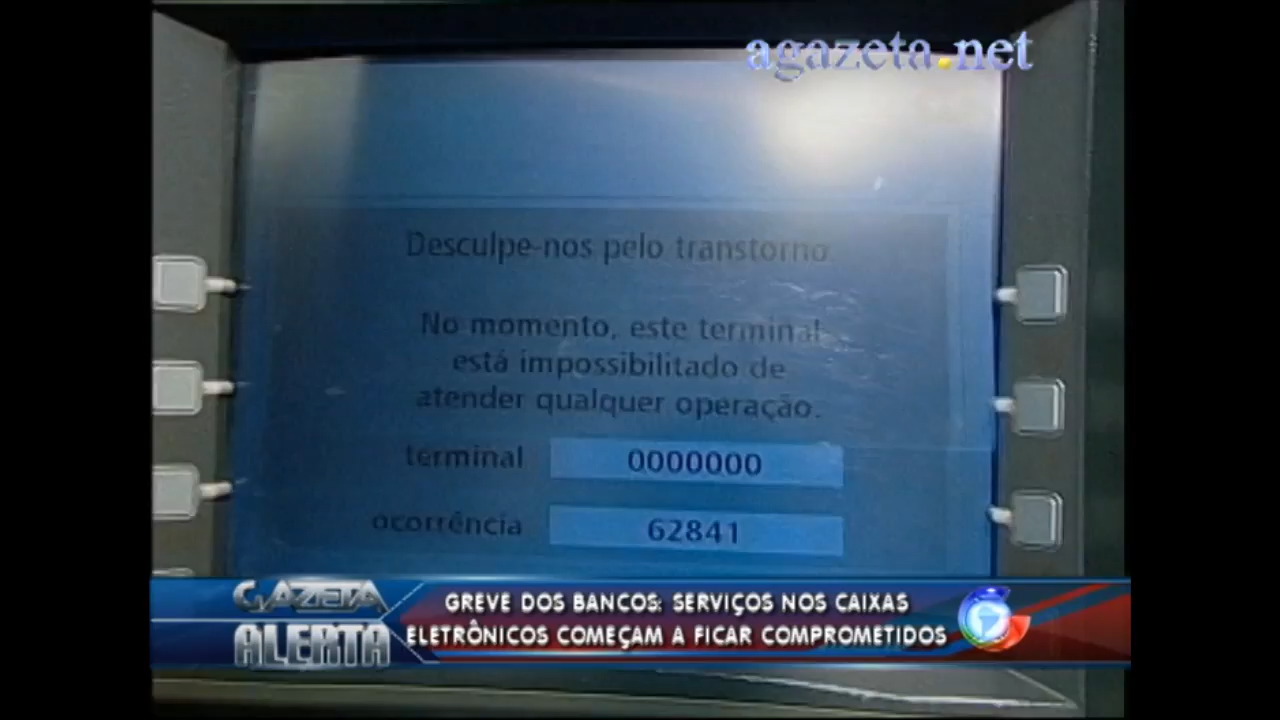 agazeta.net
Desculpe-nos pelo transtorno
No momento, este terminal
está impossibilitado de
atender qualquer operação.
terminal 0000000
ocorrência 62841
GAZETA
ALERTA
GREVE DOS BANCOS: SERVIÇOS NOS CAIXAS
ELETRÔNICOS COMEÇAM A FICAR COMPROMETIDOS